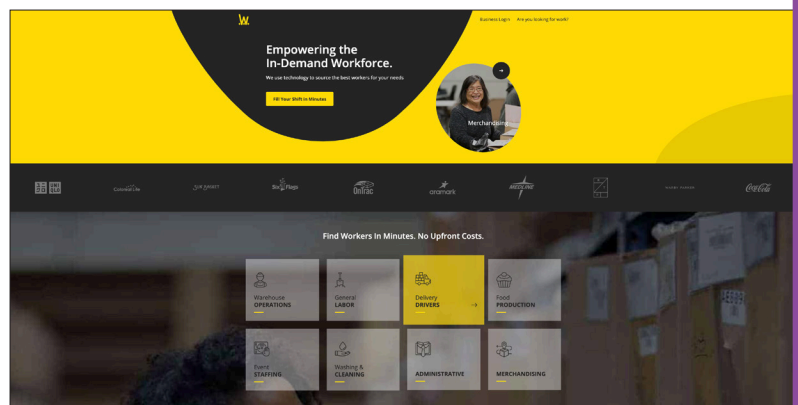 W
Business Login Are you looking for work?
Empowering the
In-Demand Workforce.
We use technology to source the best workers for your needs
Fill Your Shift in Minutes
Merchandising
UNI QLO
Colonial Life
Six Flags
OnTrac
aramark
MEDLINE
Coca-Cola
Find Workers In Minutes. No Upfront Costs.
Warehouse
OPERATIONS
General
LABOR
Delivery
DRIVERS
Food
PRODUCTION
Event
STAFFING
Washing &
CLEANING
ADMINISTRATIVE
MERCHANDISING